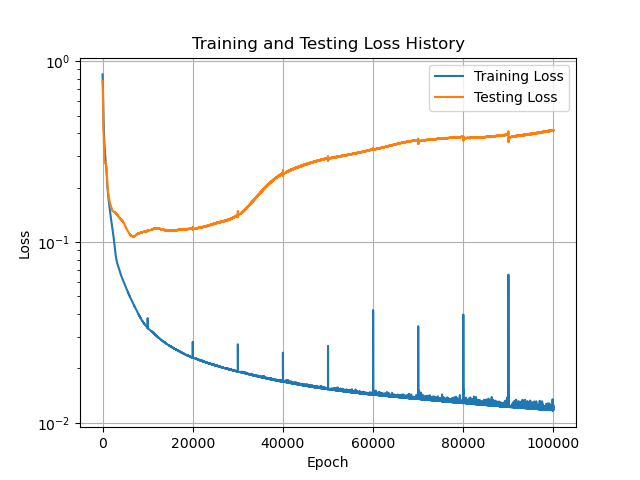 Training and Testing Loss History
Training Loss
Testing Loss
Loss
10⁰
10⁻¹
10⁻²
0 20000 40000 60000 80000 100000
Epoch